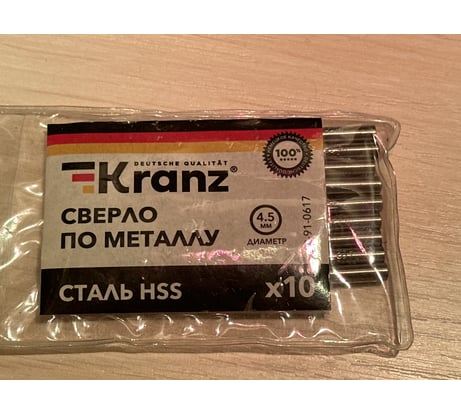 DEUTSCHE QUALITÄT
Kranz®
100%
СВЕРЛО
ПО МЕТАЛЛУ
4.5
ММ
ДИАМЕТР
91-0617
СТАЛЬ HSS
x10